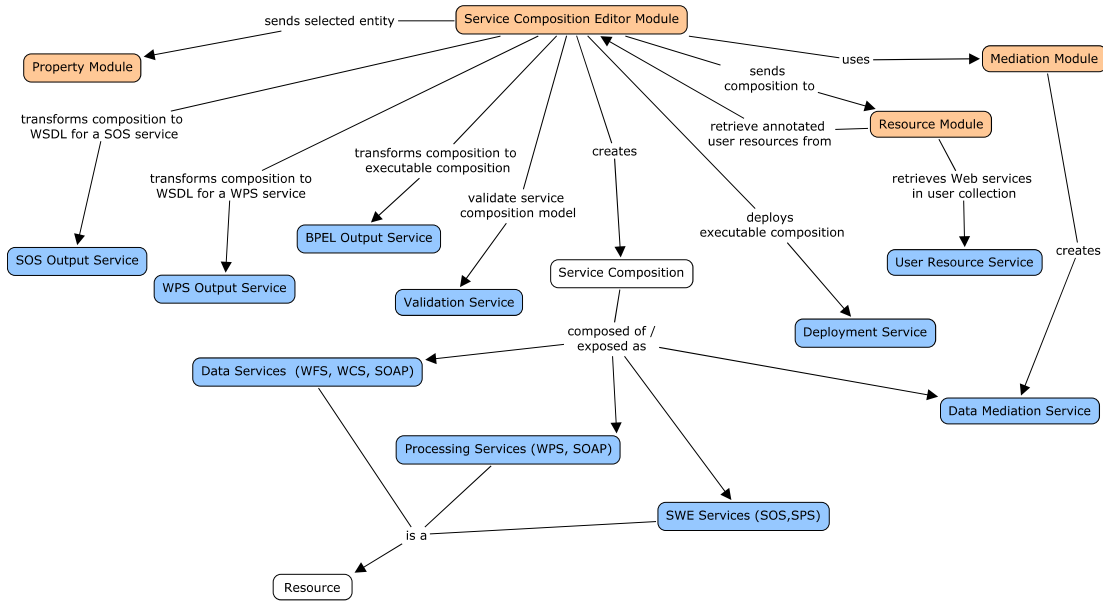 Service Composition Editor Module
sends selected entity
Property Module
uses
Mediation Module
sends
composition to
transforms composition to
WSDL for a SOS service
retrieve annotated
user resources from
Resource Module
transforms composition to
executable composition
creates
transforms composition to
WSDL for a WPS service
retrieves Web services
in user collection
validate service
composition model
deploys
executable composition
BPEL Output Service
creates
SOS Output Service
User Resource Service
Service Composition
WPS Output Service
Validation Service
Deployment Service
composed of /
exposed as
Data Services  (WFS, WCS, SOAP)
Data Mediation Service
Processing Services (WPS, SOAP)
SWE Services (SOS,SPS)
is a
Resource